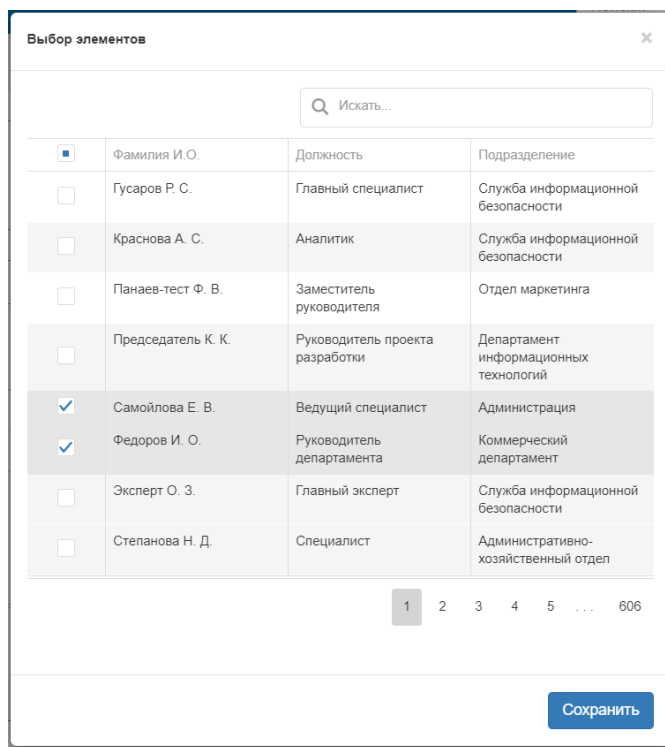 Выбор элементов
Искать...
Фамилия И.О. Должность Подразделение
Гусаров Р. С. Главный специалист Служба информационной
безопасности
Краснова А. С. Аналитик Служба информационной
безопасности
Панаев-тест Ф. В. Заместитель Отдел маркетинга
руководителя
Председатель К. К. Руководитель проекта Департамент
разработки информационных
технологий
Самойлова Е. В. Ведущий специалист Администрация
Федоров И. О. Руководитель Коммерческий
департамента департамент
Эксперт О. З. Главный эксперт Служба информационной
безопасности
Степанова Н. Д. Специалист Административно-
хозяйственный отдел
1 2 3 4 5 ... 606
Сохранить